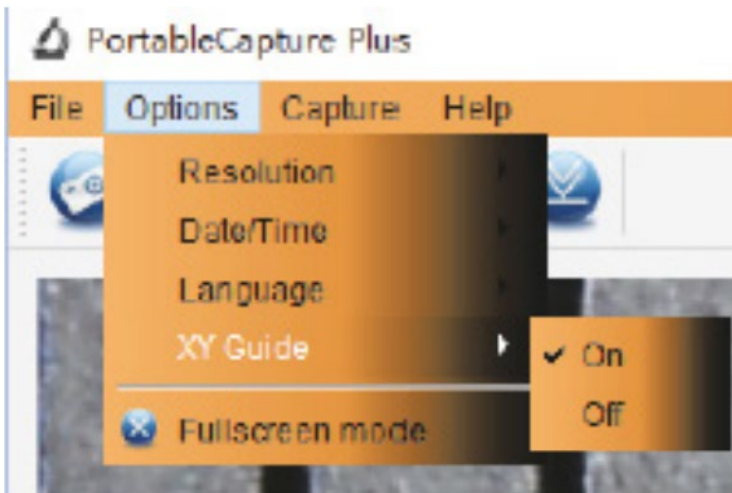 PortableCapture Plus
File Options Capture Help
Resolution
Date/Time
Language
XY Guide
On
Off
Fullscreen mode